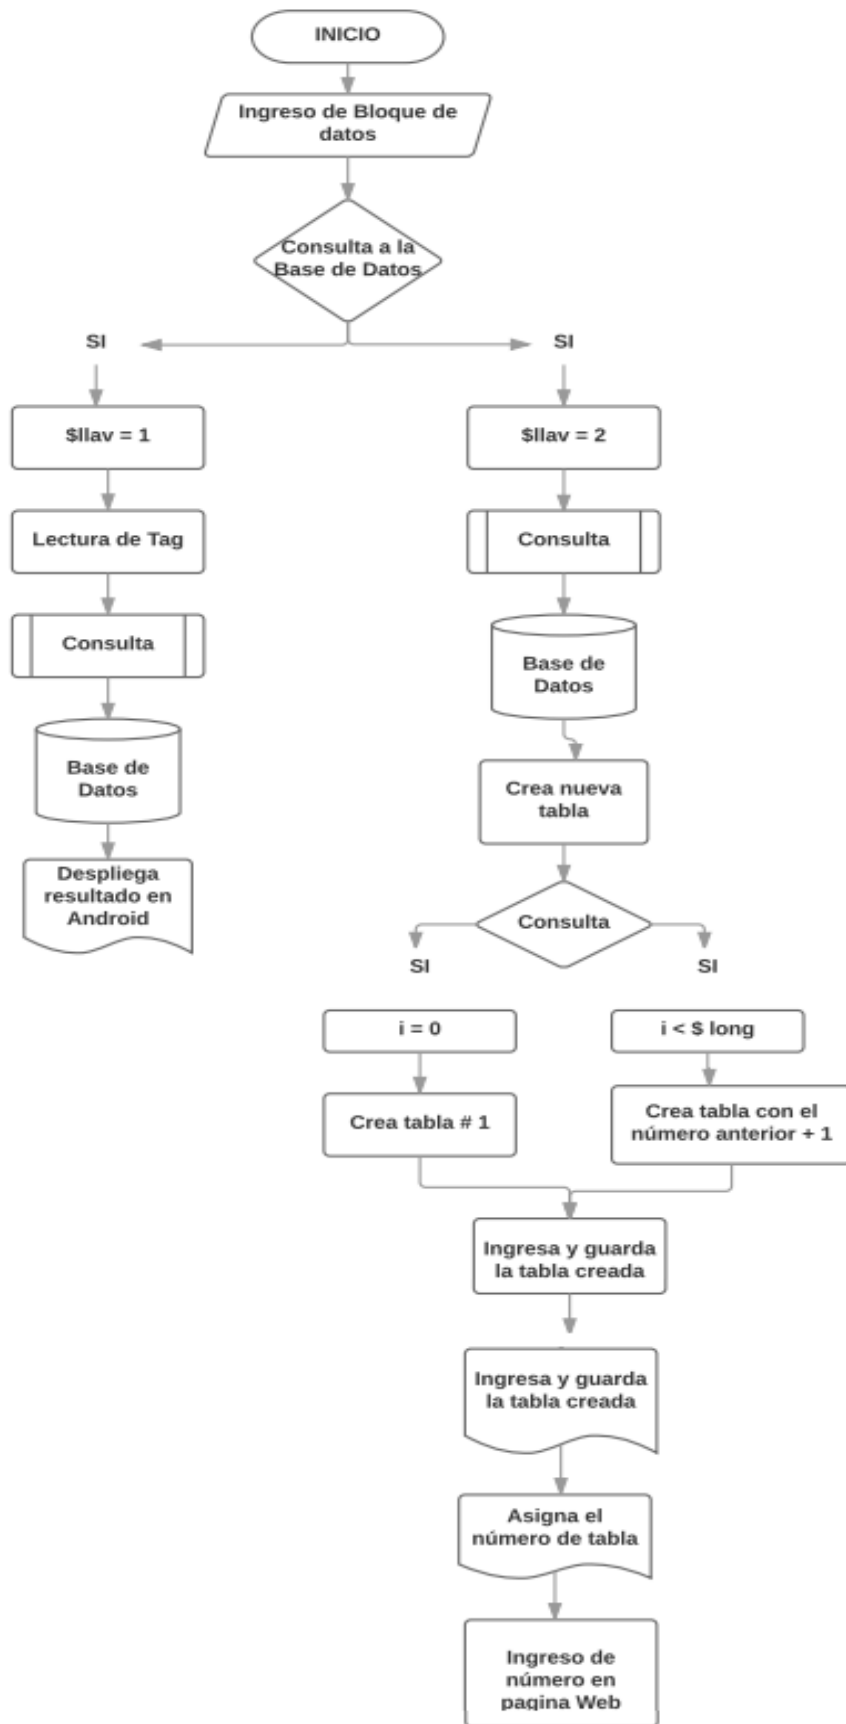 INICIO
Ingreso de Bloque de
datos
Consulta a la
Base de Datos
SI
SI
$llav = 1
$llav = 2
Lectura de Tag
Consulta
Consulta
Base de
Datos
Base de
Datos
Crea nueva
tabla
Despliega
resultado en
Android
Consulta
SI
SI
i = 0
i < $ long
Crea tabla # 1
Crea tabla con el
número anterior + 1
Ingresa y guarda
la tabla creada
Ingresa y guarda
la tabla creada
Asigna el
número de tabla
Ingreso de
número en
pagina Web